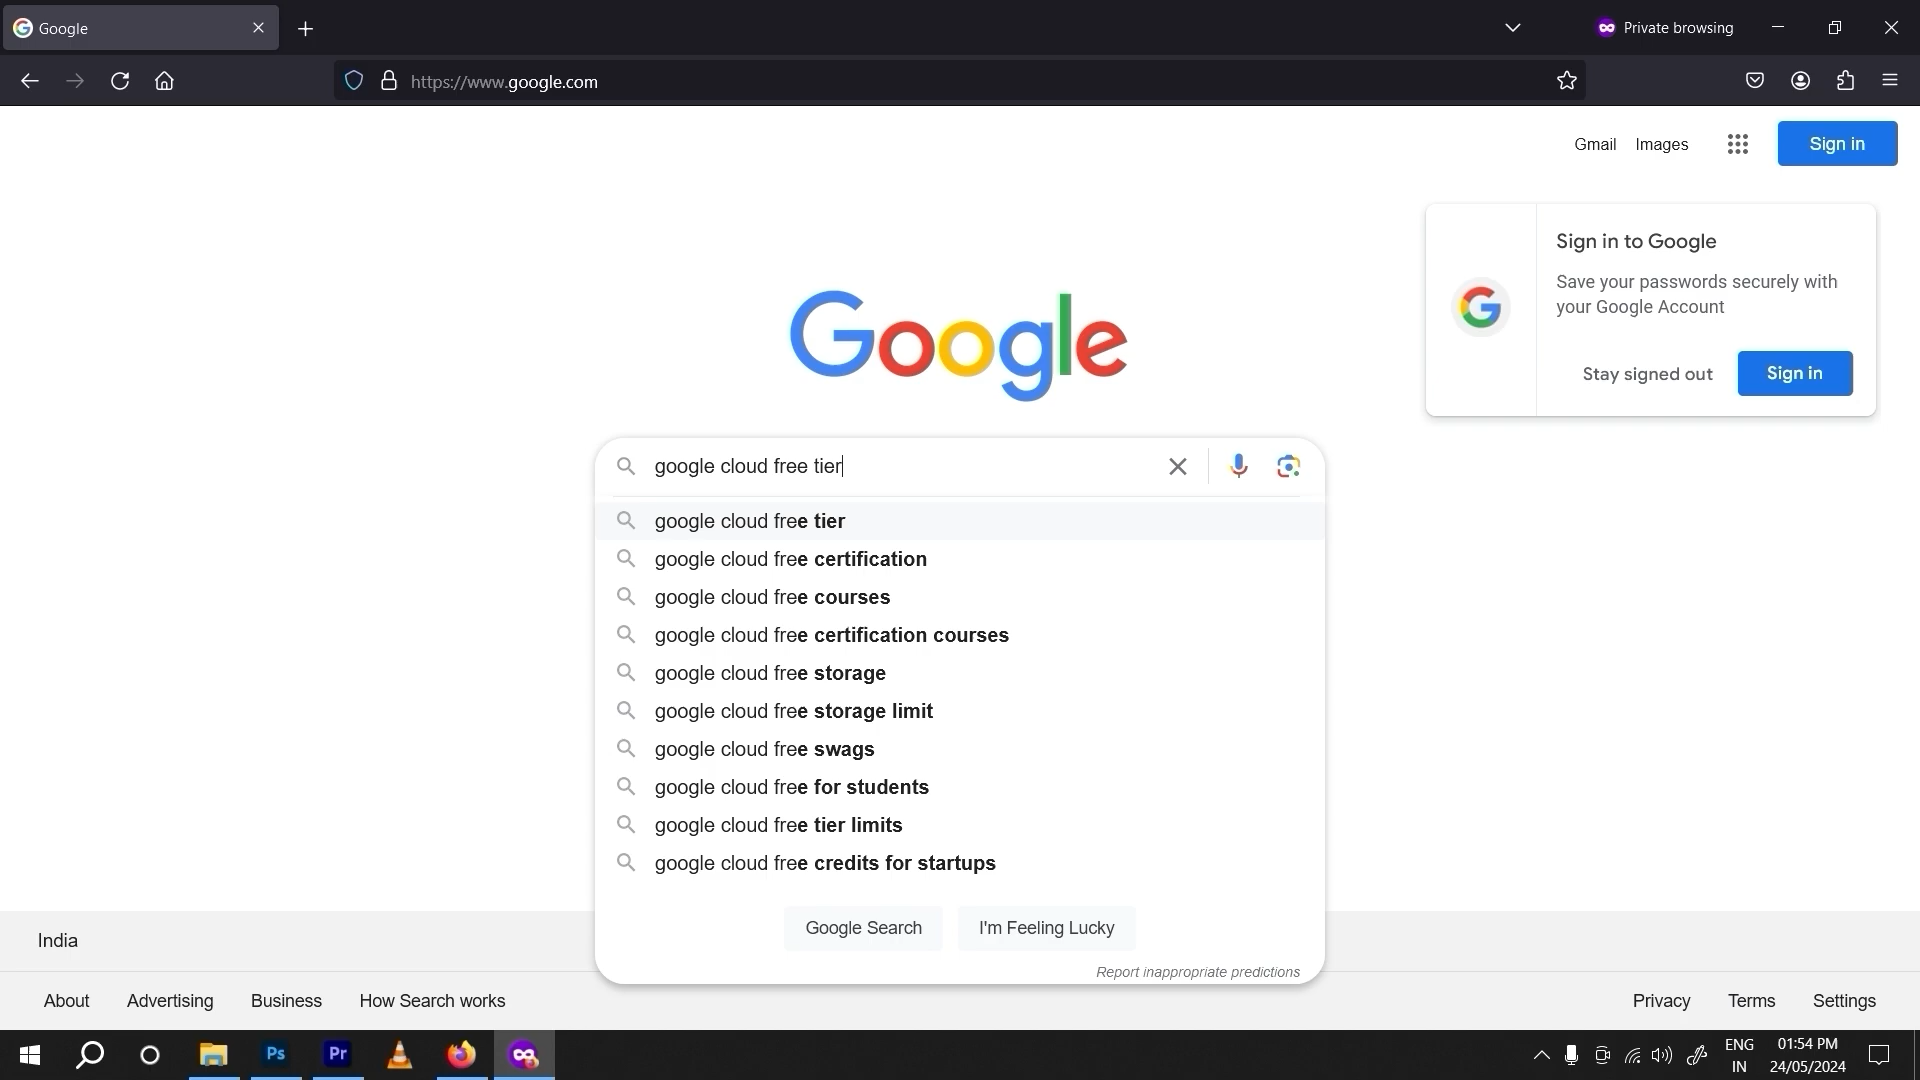 Google
Private browsing
https://www.google.com
Gmail
Images
Sign in
Sign in to Google
Save your passwords securely with
your Google Account
Stay signed out
Sign in
Google
google cloud free tier
google cloud free tier
google cloud free certification
google cloud free courses
google cloud free certification courses
google cloud free storage
google cloud free storage limit
google cloud free swags
google cloud free for students
google cloud free tier limits
google cloud free credits for startups
Google Search
I'm Feeling Lucky
Report inappropriate predictions
India
About
Advertising
Business
How Search works
Privacy
Terms
Settings
Ps
Pr
ENG
IN
01:54 PM
24/05/2024